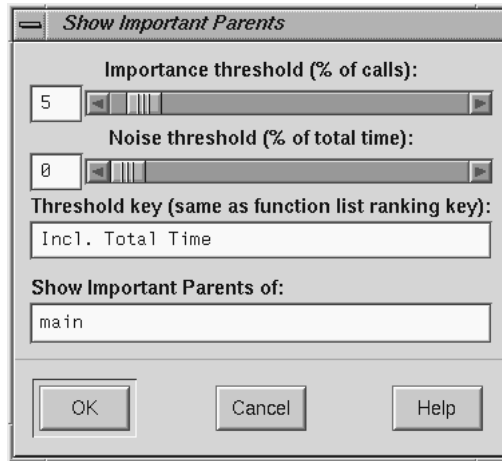 Show Important Parents
Importance threshold (% of calls):
5
Noise threshold (% of total time):
0
Threshold key (same as function list ranking key):
Incl. Total Time
Show Important Parents of:
main
OK Cancel Help